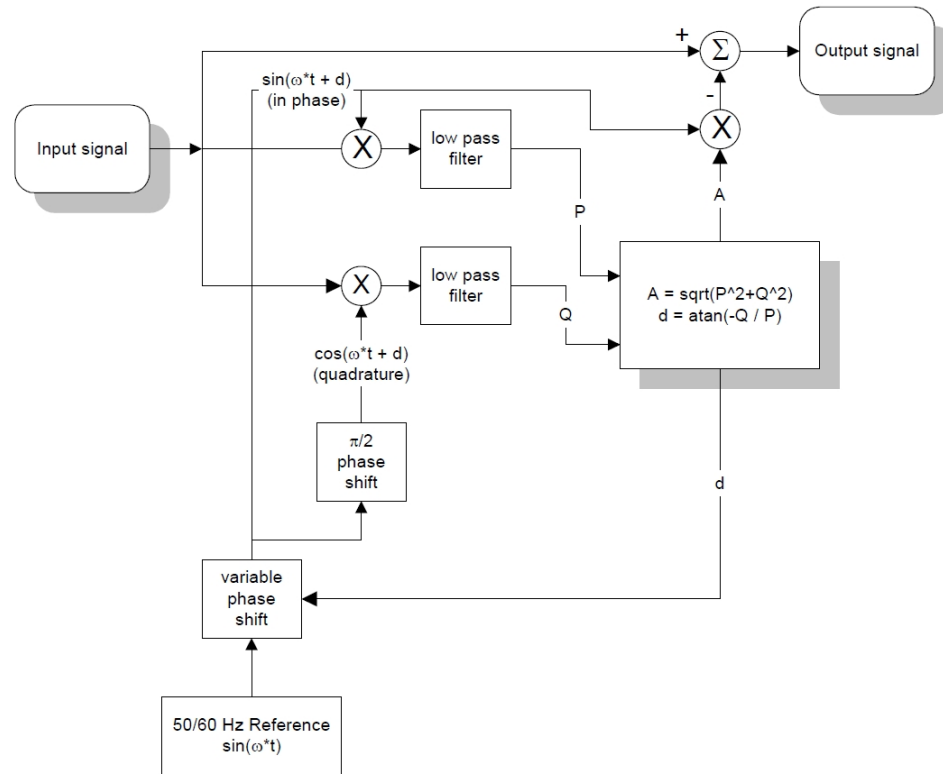 +
Σ
Output signal
-
sin(ω*t + d)
(in phase)
X
Input signal
X
low pass
filter
A
P
X
low pass
filter
A = sqrt(P^2+Q^2)
d = atan(-Q / P)
Q
cos(ω*t + d)
(quadrature)
π/2
phase
shift
d
variable
phase
shift
50/60 Hz Reference
sin(ω*t)